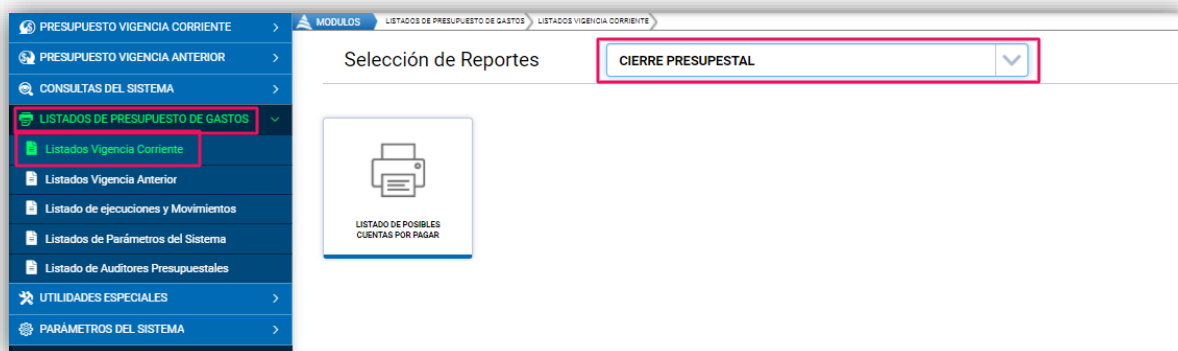 PRESUPUESTO VIGENCIA CORRIENTE
PRESUPUESTO VIGENCIA ANTERIOR
CONSULTAS DEL SISTEMA
LISTADOS DE PRESUPUESTO DE GASTOS
Listados Vigencia Corriente
Listados Vigencia Anterior
Listado de ejecuciones y Movimientos
Listados de Parámetros del Sistema
Listado de Auditores Presupuestales
UTILIDADES ESPECIALES
PARÁMETROS DEL SISTEMA
MODULOS LISTADOS DE PRESUPUESTO DE GASTOS LISTADOS VIGENCIA CORRIENTE
Selección de Reportes CIERRE PRESUPESTAL
LISTADO DE POSIBLES
CUENTAS POR PAGAR